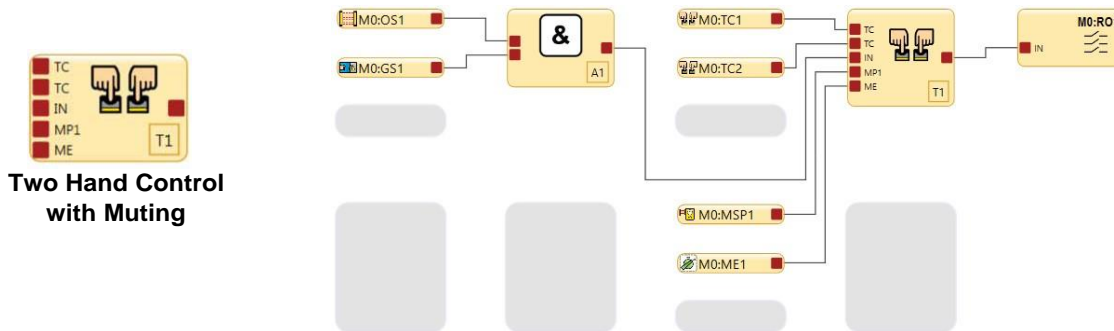 TC
TC
IN
MP1
ME
T1
Two Hand Control
with Muting
M0:OS1
M0:GS1
&
A1
M0:TC1
M0:TC2
M0:MSP1
M0:ME1
TC
TC
IN
MP1
ME
T1
M0:RO
IN